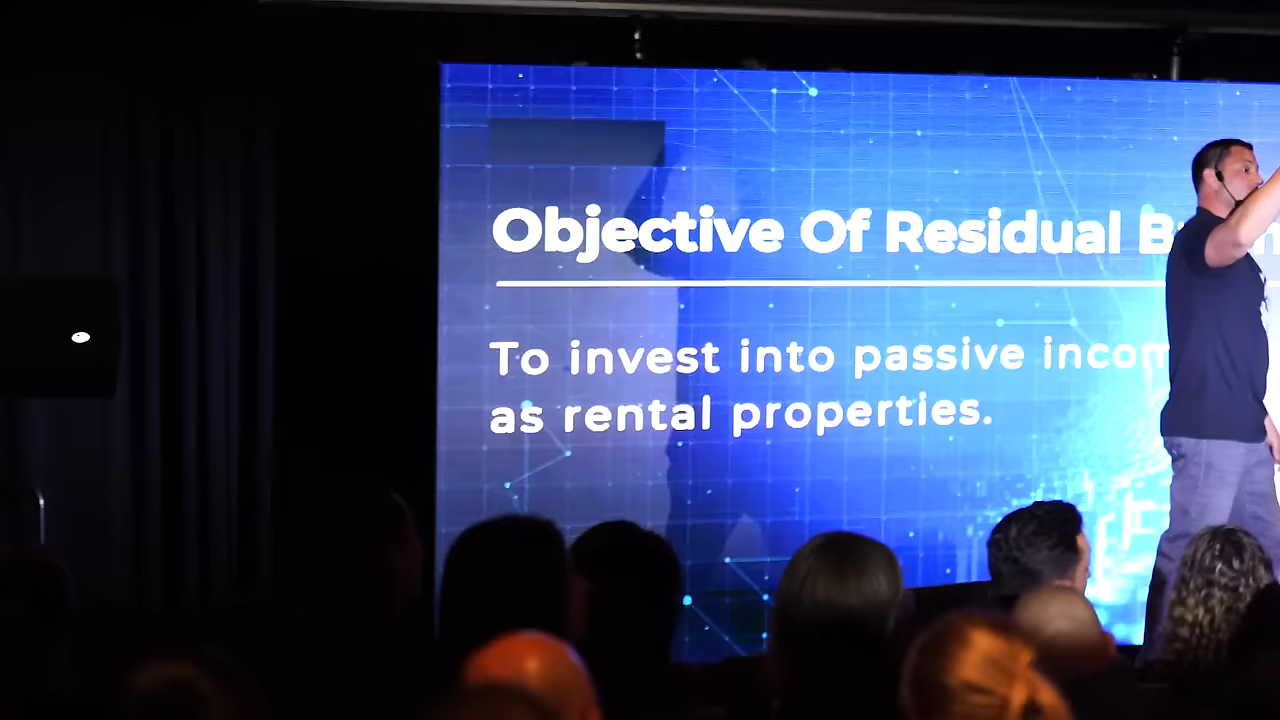 Objective Of Residual
To invest into passive
as rental properties.